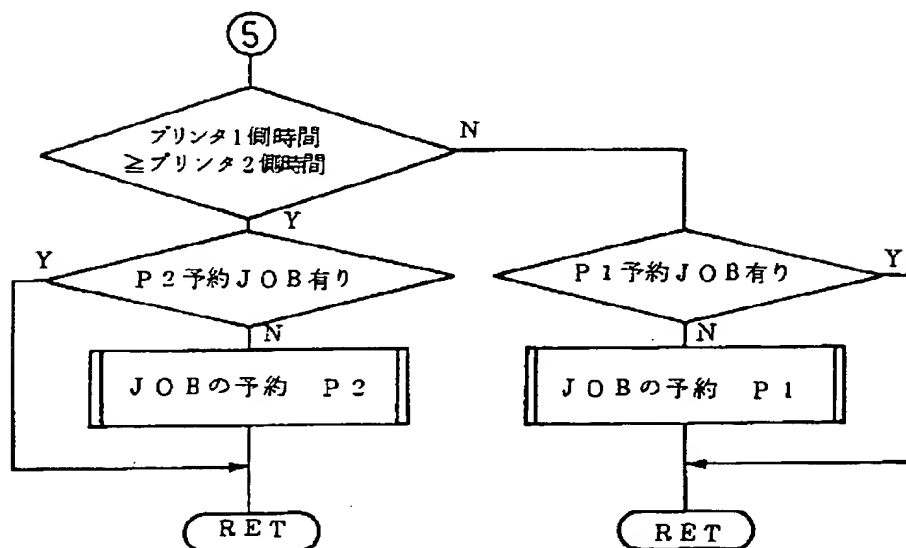 5
プリンタ1側時間
N
≧プリンタ2側時間
Y
Y
P2予約JOB有り
P1予約JOB有り
Y
N
N
JOBの予約 P2
JOBの予約 P1
RET
RET